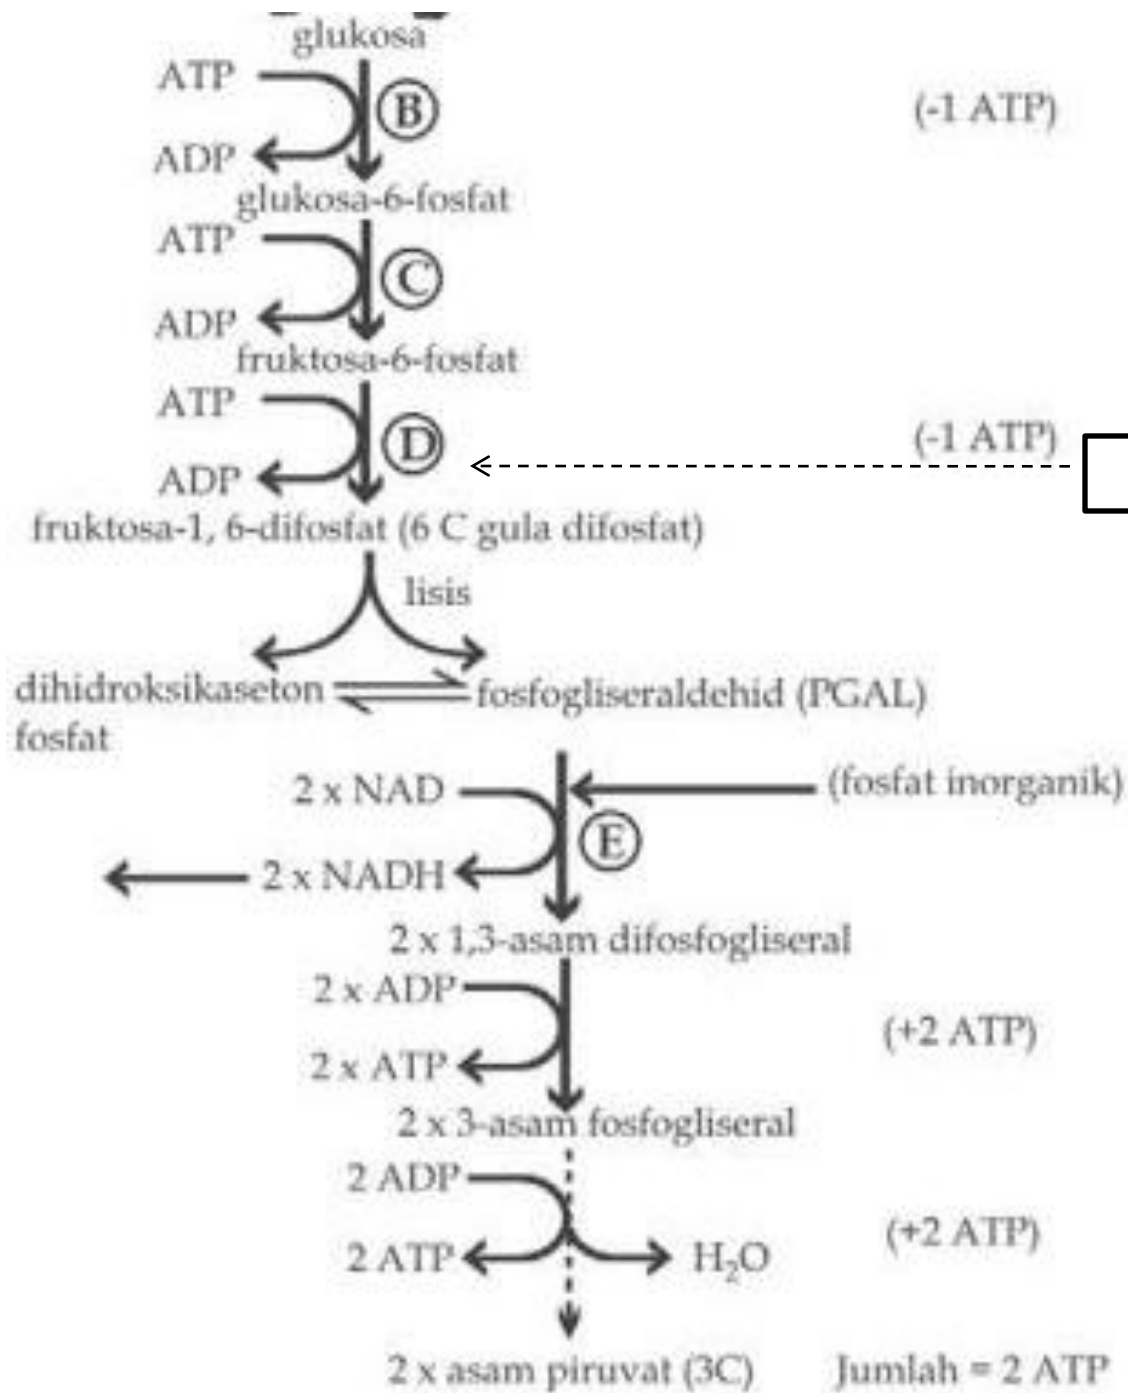 glukosa
ATP
B
(-1 ATP)
ADP
glukosa-6-fosfat
ATP
C
ADP
fruktosa-6-fosfat
ATP
D
(-1 ATP)
ADP
fruktosa-1, 6-difosfat (6 C gula difosfat)
lisis
dihidroksikaseton
fosfat
fosfogliseraldehid (PGAL)
2 x NAD
(fosfat inorganik)
E
2 x NADH
2 x 1,3-asam difosfogliseral
2 x ADP
(+2 ATP)
2 x ATP
2 x 3-asam fosfogliseral
2 ADP
(+2 ATP)
2 ATP
H₂O
2 x asam piruvat (3C)
Jumlah = 2 ATP